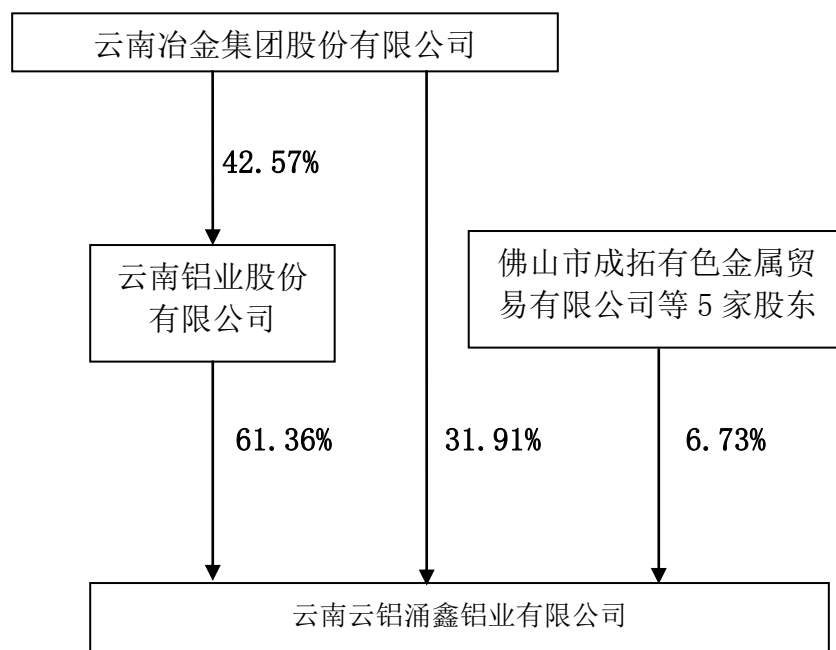 云南冶金集团股份有限公司
42.57%
云南铝业股份
有限公司
佛山市成拓有色金属贸
易有限公司等 5 家股东
61.36%
31.91%
6.73%
云南云铝涌鑫铝业有限公司